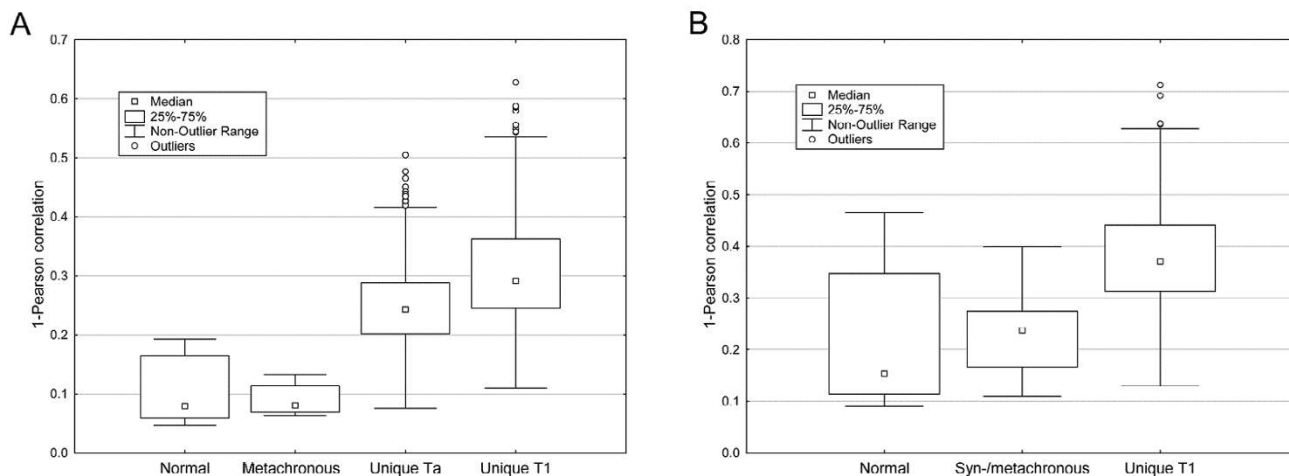 A
0.7
0.6
0.5
0.4
0.3
0.2
0.1
0.0
1-Pearson correlation
Median
25%-75%
Non-Outlier Range
Outliers
Normal Metachronous Unique Ta Unique T1
B
0.8
0.7
0.6
0.5
0.4
0.3
0.2
0.1
0.0
1-Pearson correlation
Median
25%-75%
Non-Outlier Range
Outliers
Normal Syn-/metachronous Unique T1